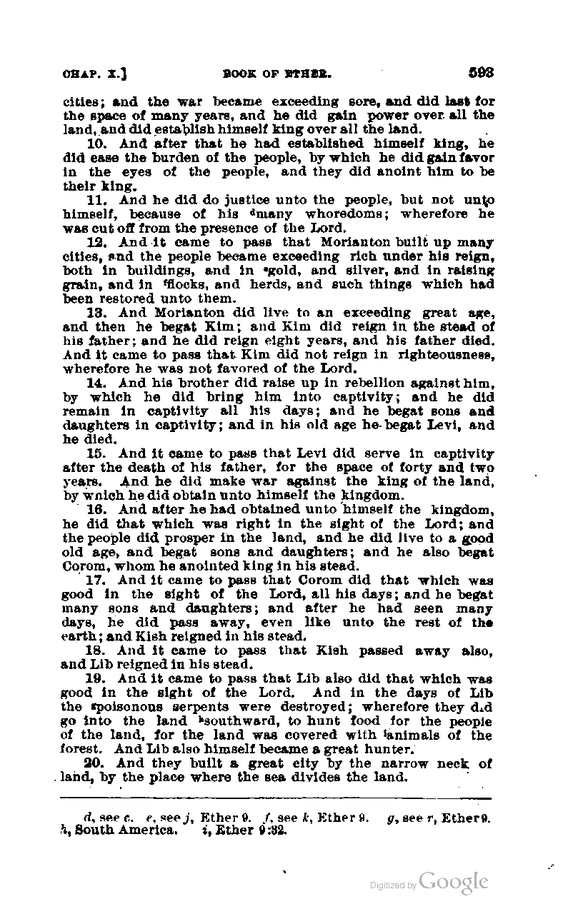 CHAP. X.] BOOK OF ETHER. 593
cities; and the war became exceeding sore, and did last for
the space of many years, and he did gain power over all the
land, and did establish himself king over all the land.
10. And after that he had established himself king, he
did ease the burden of the people, by which he did gain favor
in the eyes of the people, and they did anoint him to be
their king.
11. And he did do justice unto the people, but not unto
himself, because of his dmany whoredoms; wherefore he
was cut off from the presence of the Lord.
12. And it came to pass that Morianton built up many
cities, and the people became exceeding rich under his reign,
both in buildings, and in egold, and silver, and in raising
grain, and in fflocks, and herds, and such things which had
been restored unto them.
13. And Morianton did live to an exceeding great age,
and then he begat Kim; and Kim did reign in the stead of
his father; and he did reign eight years, and his father died.
And it came to pass that Kim did not reign in righteousness,
wherefore he was not favored of the Lord.
14. And his brother did raise up in rebellion against him,
by which he did bring him into captivity; and he did
remain in captivity all his days; and he begat sons and
daughters in captivity; and in his old age he begat Levi, and
he died.
15. And it came to pass that Levi did serve in captivity
after the death of his father, for the space of forty and two
years. And he did make war against the king of the land,
by which he did obtain unto himself the kingdom.
16. And after he had obtained unto himself the kingdom,
he did that which was right in the sight of the Lord; and
the people did prosper in the land, and he did live to a good
old age, and begat sons and daughters; and he also begat
Corom, whom he anointed king in his stead.
17. And it came to pass that Corom did that which was
good in the sight of the Lord, all his days; and he begat
many sons and daughters; and after he had seen many
days, he did pass away, even like unto the rest of the
earth; and Kish reigned in his stead.
18. And it came to pass that Kish passed away also,
and Lib reigned in his stead.
19. And it came to pass that Lib also did that which was
good in the sight of the Lord. And in the days of Lib
the gpoisonous serpents were destroyed; wherefore they did
go into the land hsouthward, to hunt food for the people
of the land, for the land was covered with ianimals of the
forest. And Lib also himself became a great hunter.
20. And they built a great city by the narrow neck of
land, by the place where the sea divides the land.
d, see c. e, see j, Ether 9. f, see k, Ether 9. g, see r, Ether 9.
h, South America. i, Ether 9:32.
Digitized by Google